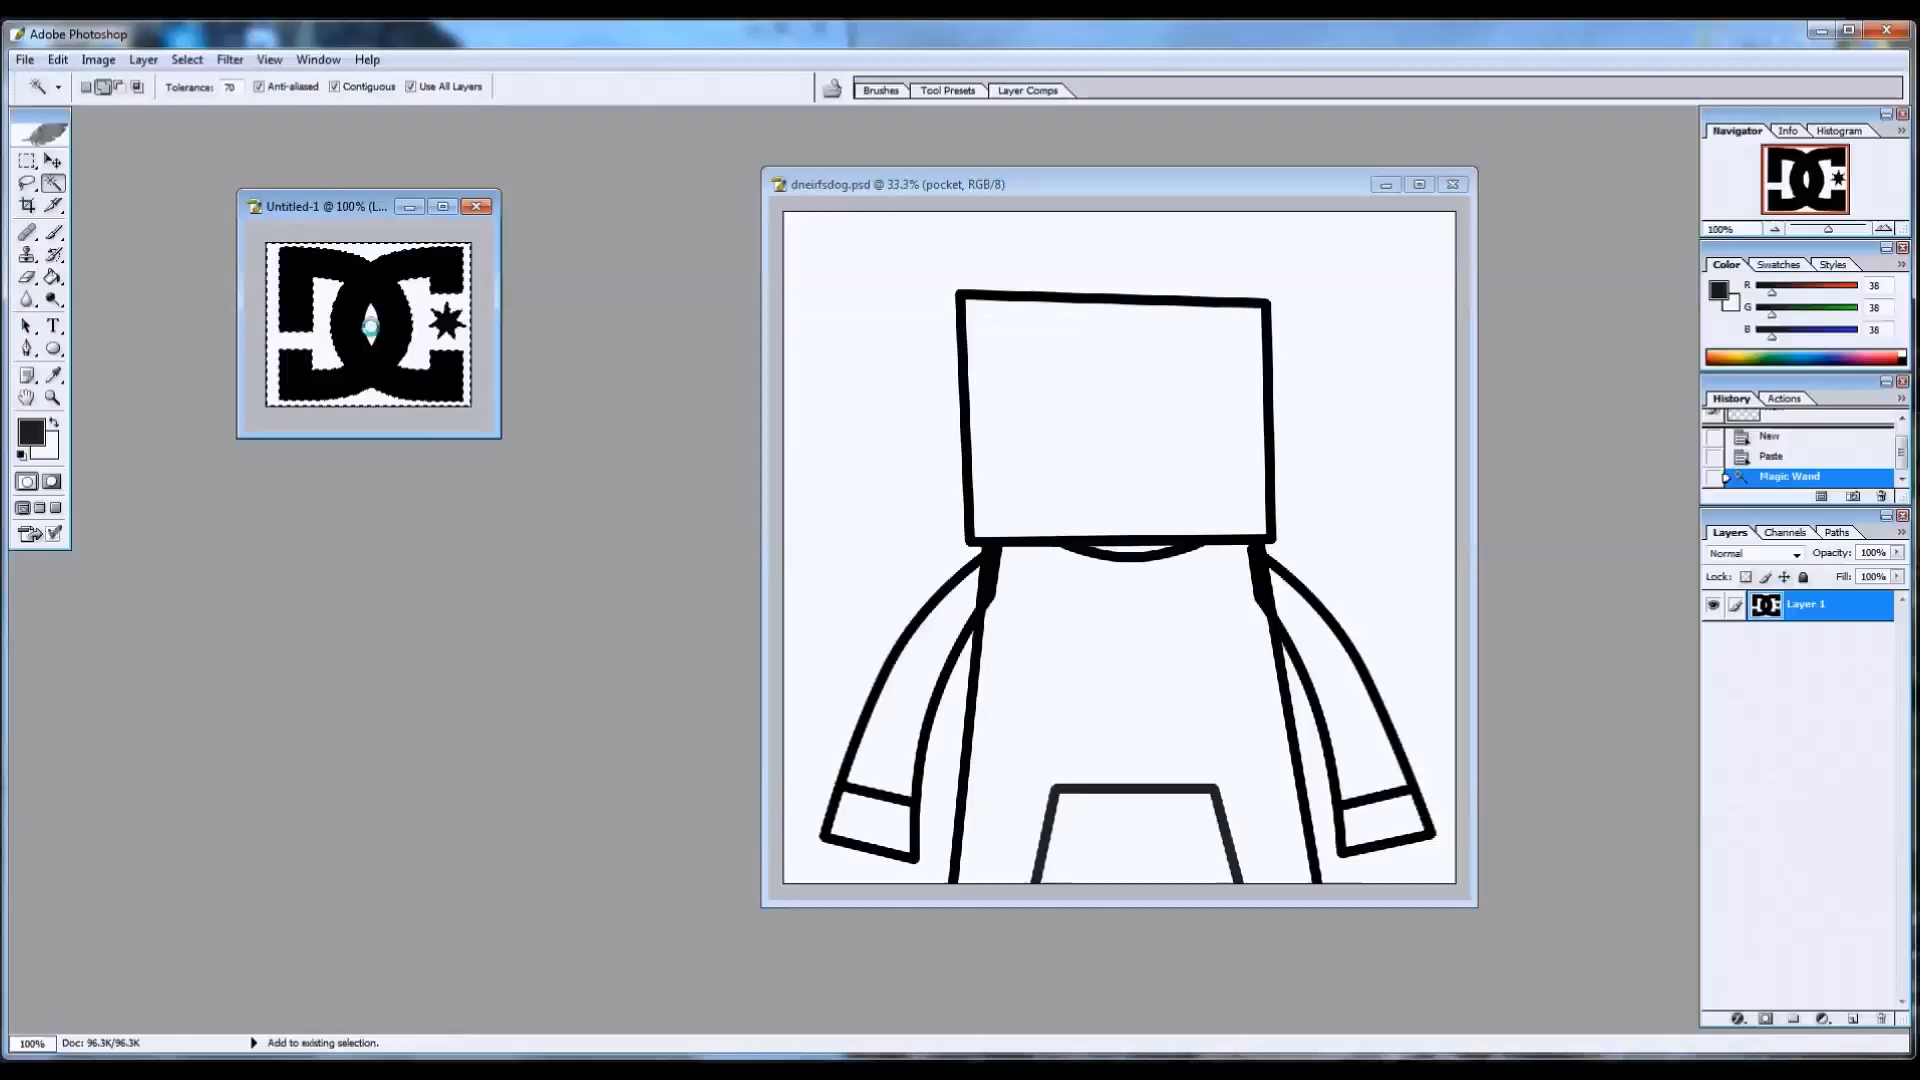 Adobe Photoshop
File Edit Image Layer Select Filter View Window Help
Tolerance: 70 Anti-aliased Contiguous Use All Layers
Brushes Tool Presets Layer Comps
Untitled-1 @ 100% (L...
dneirfsdog.psd @ 33.3% (pocket, RGB/8)
DC
Navigator Info Histogram
100%
Color Swatches Styles
R 38
G 38
B 38
History Actions
New
Paste
Magic Wand
Layers Channels Paths
Normal Opacity: 100%
Lock: Fill: 100%
Layer 1
100% Doc: 96.3K/96.3K Add to existing selection.